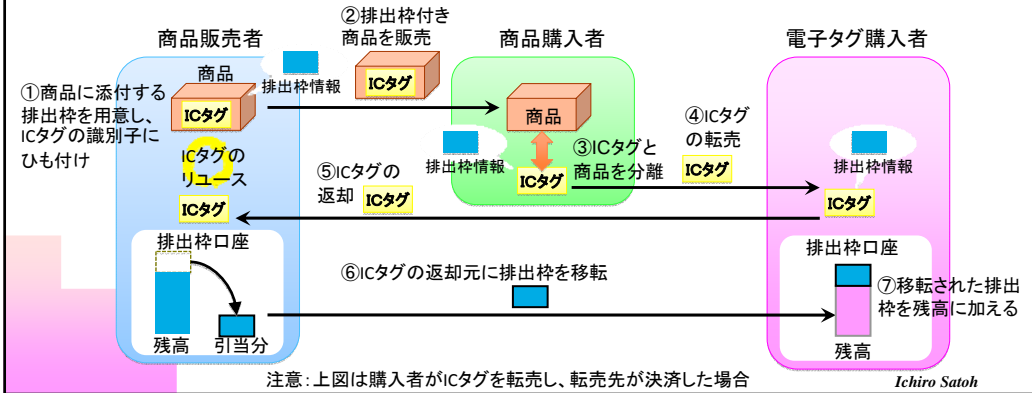 ②排出枠付き
商品を販売
商品販売者
商品購入者
電子タグ購入者
①商品に添付する
排出枠を用意し、
ICタグの識別子に
ひも付け
商品
ICタグ
排出枠情報
ICタグ
商品
排出枠情報
ICタグ
③ICタグと
商品を分離
④ICタグ
の転売
ICタグ
排出枠情報
ICタグ
ICタグの
リユース
ICタグ
⑤ICタグの
返却
ICタグ
排出枠口座
残高
引当分
⑥ICタグの返却元に排出枠を移転
排出枠口座
⑦移転された排出
枠を残高に加える
残高
注意：上図は購入者がICタグを転売し、転売先が決済した場合
Ichiro Satoh